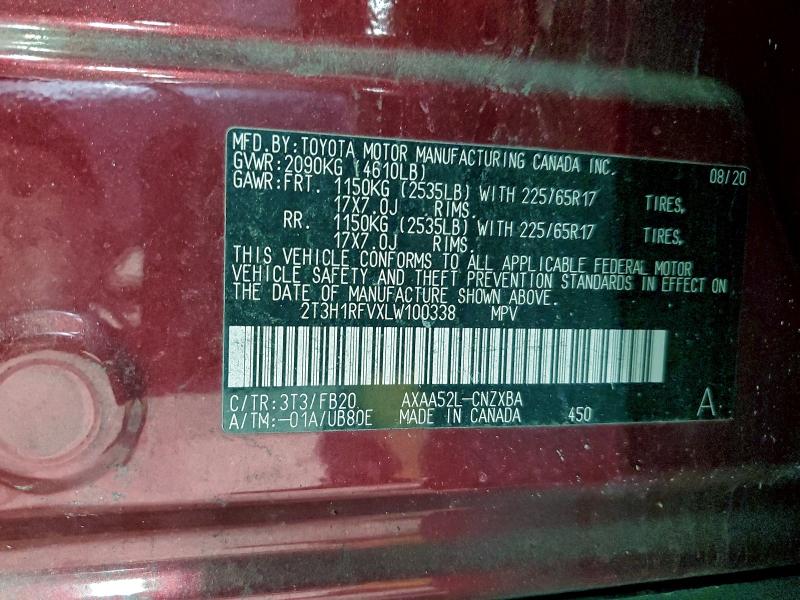 MFD.BY:TOYOTA MOTOR MANUFACTURING CANADA INC. 08/20
GVWR:2090KG (4610LB)
GAWR:FRT. 1150KG (2535LB) WITH 225/65R17 TIRES,
17X7.0J RIMS.
RR. 1150KG (2535LB) WITH 225/65R17 TIRES,
17X7.0J RIMS.
THIS VEHICLE CONFORMS TO ALL APPLICABLE FEDERAL MOTOR
VEHICLE SAFETY AND THEFT PREVENTION STANDARDS IN EFFECT ON
THE DATE OF MANUFACTURE SHOWN ABOVE.
2T3H1RFVXLW100338 MPV
C/TR:3T3/FB20 AXAA52L-CNZXBA
A/TM:-01A/UB80E MADE IN CANADA 450 A